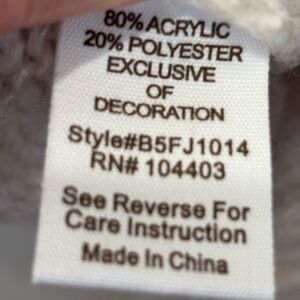 80% ACRYLIC
20% POLYESTER
EXCLUSIVE
OF
DECORATION
Style#B5FJ1014
RN# 104403
See Reverse For
Care Instruction
Made In China